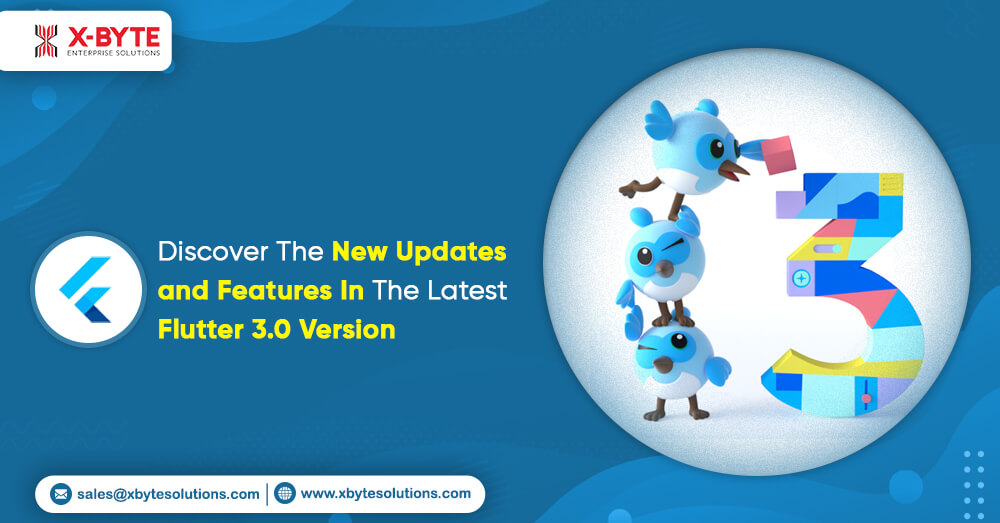 X-BYTE
ENTERPRISE SOLUTIONS
Discover The New Updates
and Features In The Latest
Flutter 3.0 Version
sales@xbytesolutions.com | www.xbytesolutions.com